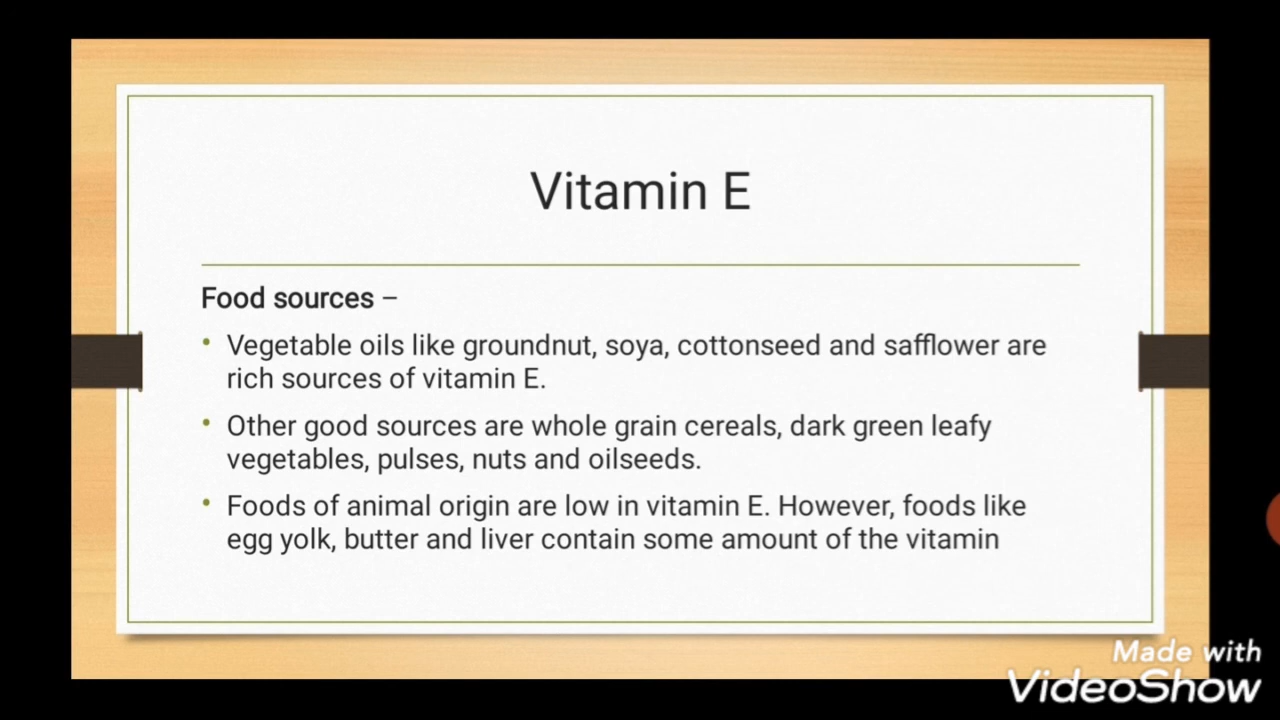 Vitamin E
Food sources –
• Vegetable oils like groundnut, soya, cottonseed and safflower are
rich sources of vitamin E.
• Other good sources are whole grain cereals, dark green leafy
vegetables, pulses, nuts and oilseeds.
• Foods of animal origin are low in vitamin E. However, foods like
egg yolk, butter and liver contain some amount of the vitamin
Made with
VideoShow